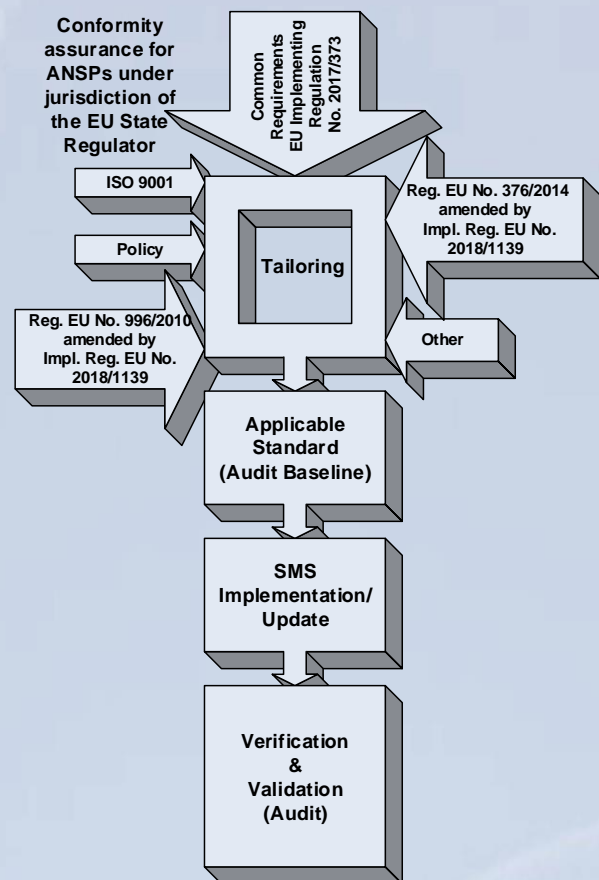 Conformity
assurance for
ANSPs under
jurisdiction of
the EU State
Regulator
Common
Requirements
EU Implementing
Regulation
No. 2017/373
ISO 9001
Policy
Reg. EU No. 996/2010
amended by
Impl. Reg. EU No.
2018/1139
Tailoring
Reg. EU No. 376/2014
amended by
Impl. Reg. EU No.
2018/1139
Other
Applicable
Standard
(Audit Baseline)
SMS
Implementation/
Update
Verification
&
Validation
(Audit)